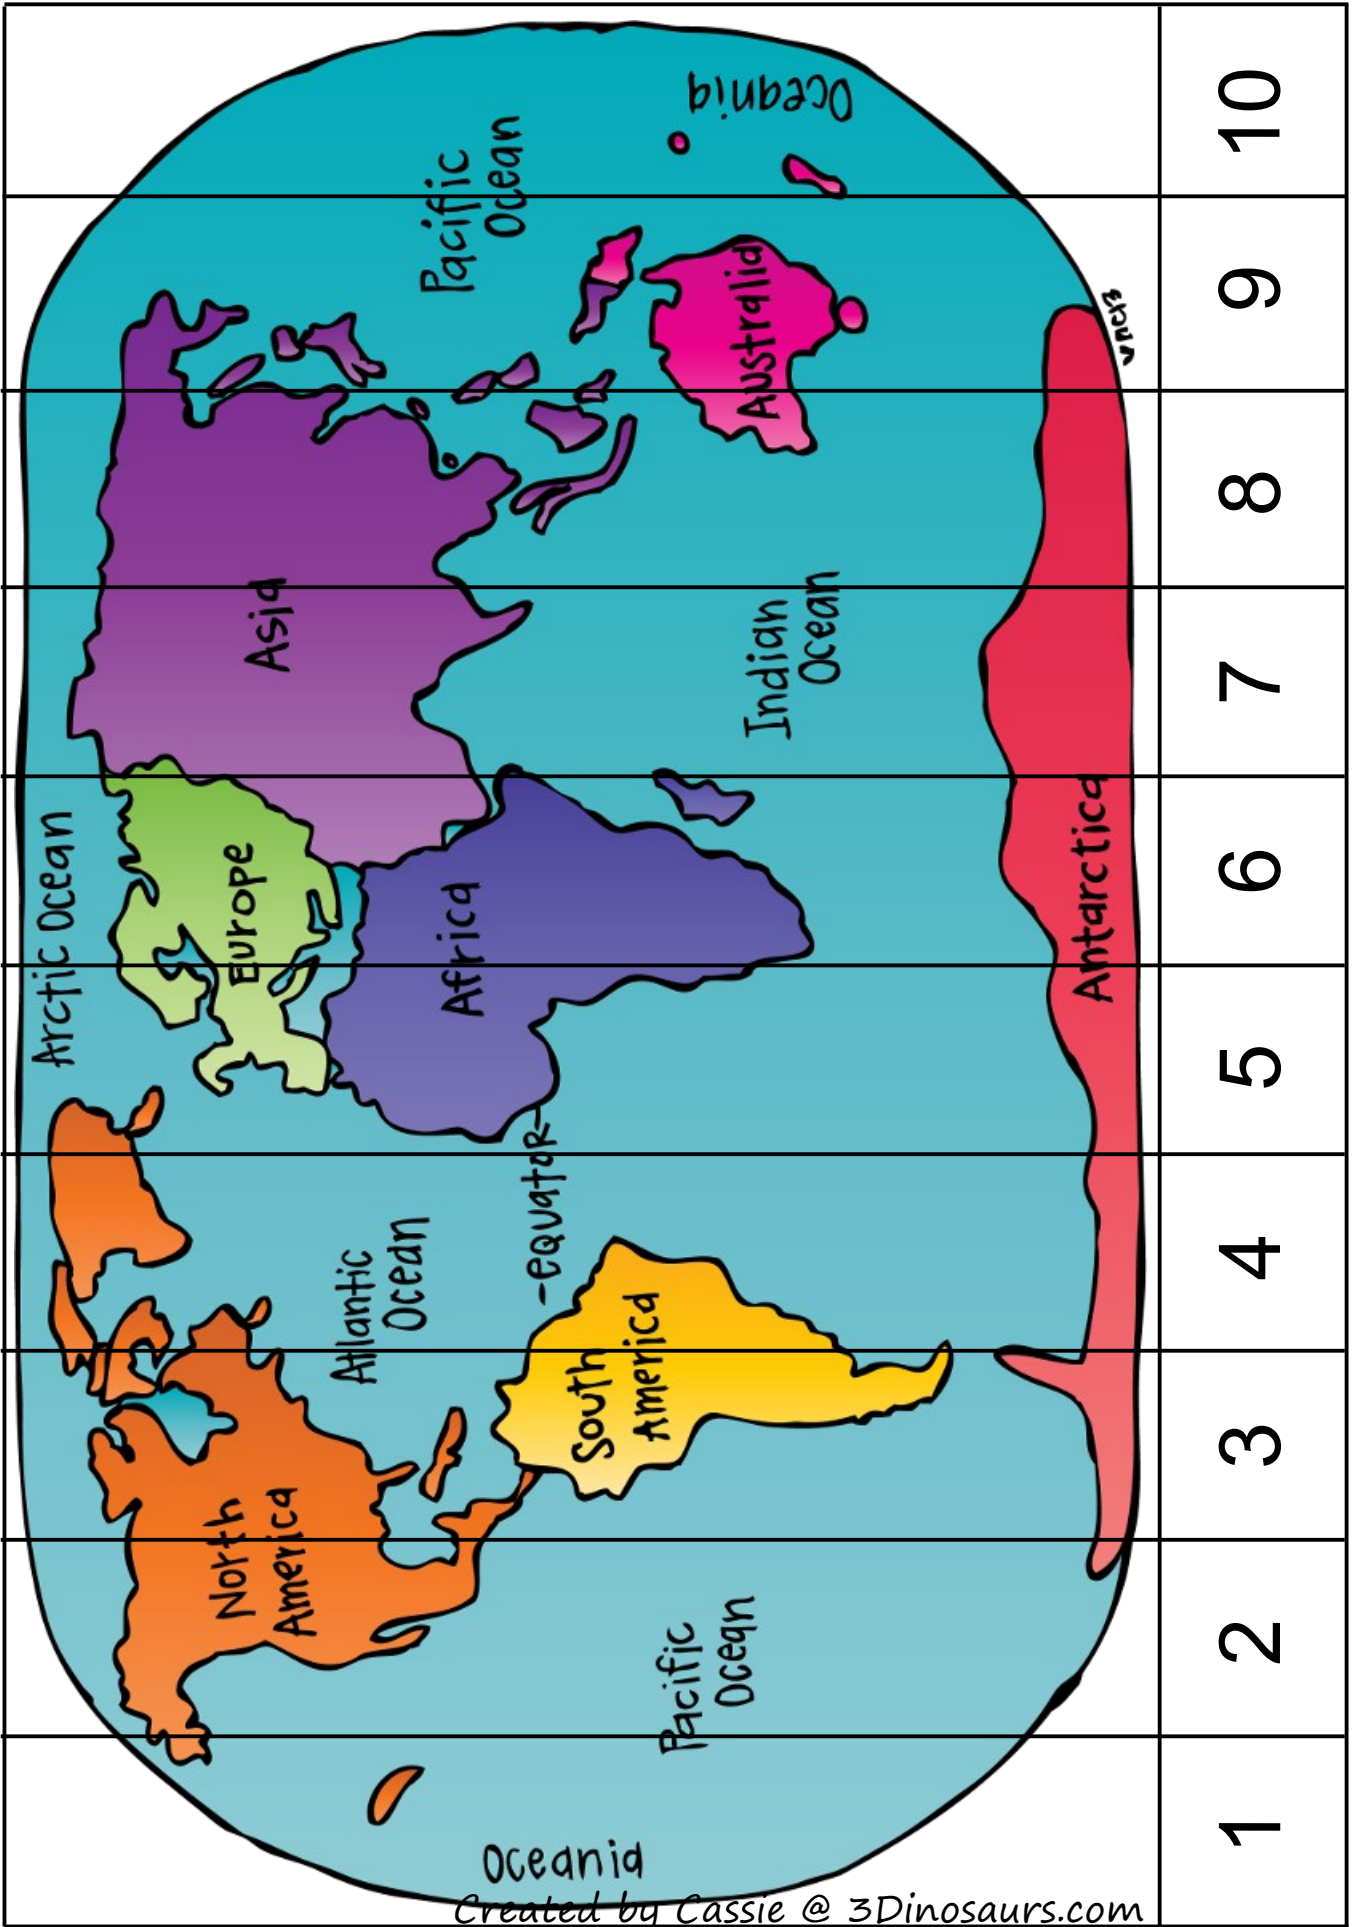 Arctic Ocean
North
America
Europe
Asia
Atlantic
Ocean
Pacific
Ocean
Africa
-equator-
South
America
Oceania
Pacific
Ocean
Indian
Ocean
Australia
Oceania
Antarctica
1
2
3
4
5
6
7
8
9
10
Created by Cassie @ 3Dinosaurs.com